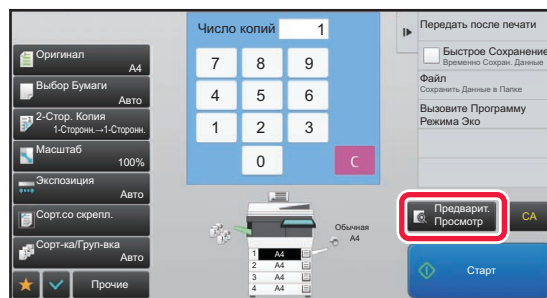 Число копий 1
Оригинал
A4
Выбор Бумаги
Авто
2-Стор. Копия
1-Сторонн.→1-Сторонн.
Масштаб
100%
Экспозиция
Авто
Сорт.со скрепл.
Сорт-ка/Груп-вка
Авто
Прочие
7 8 9
4 5 6
1 2 3
0 C
Обычная
A4
1 A4
2 A4
3 A4
4 A4
Передать после печати
Быстрое Сохранение
Временно Сохран. Данные
Файл
Сохранить Данные в Папке
Вызовите Программу
Режима Эко
Предварит.
Просмотр
CA
Старт